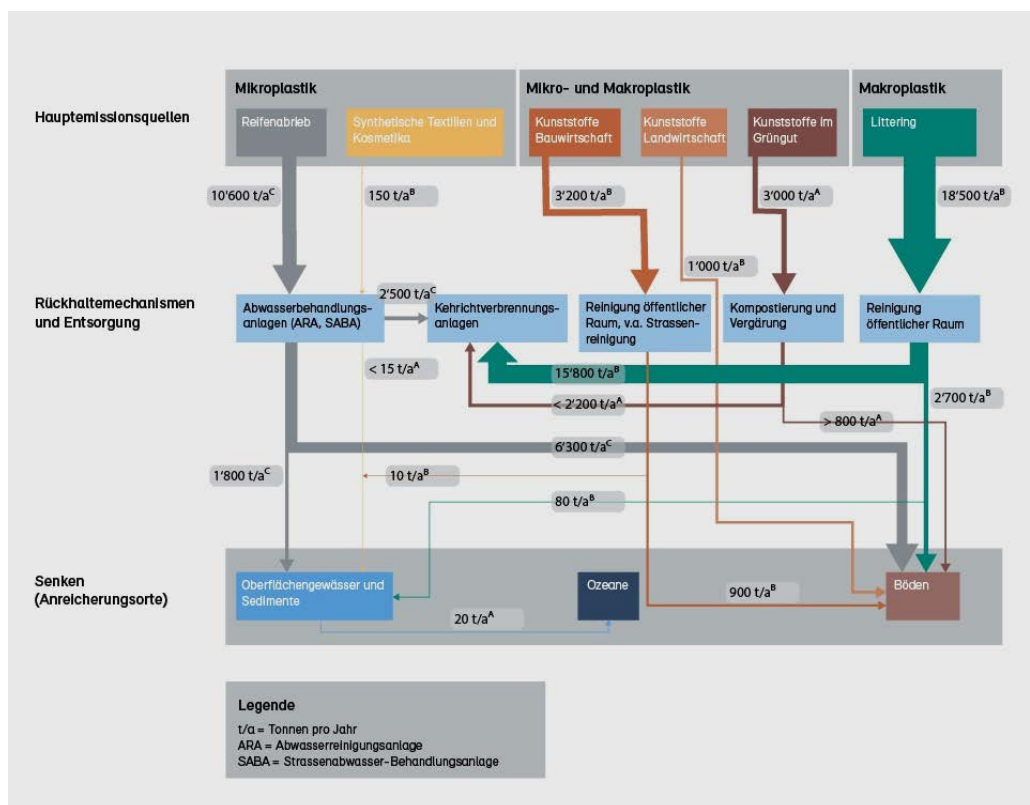 Mikroplastik
Mikro- und Makroplastik
Makroplastik
Hauptemissionsquellen
Reifenabrieb
Synthetische Textilien und
Kosmetika
Kunststoffe
Bauwirtschaft
Kunststoffe
Landwirtschaft
Kunststoffe im
Grüngut
Littering
10'600 t/aC
150 t/aB
3'200 t/aB
3'000 t/aA
18'500 t/aB
1'000 t/aB
Rückhaltemechanismen
und Entsorgung
Abwasserbehandlungs-
anlagen (ARA, SABA)
2'500 t/aC
Kehrichtverbrennungs-
anlagen
Reinigung öffentlicher
Raum, v.a. Strassen-
reinigung
Kompostierung und
Vergärung
Reinigung
öffentlicher Raum
< 15 t/aA
15'800 t/aB
2'700 t/aB
< 2'200 t/aA
> 800 t/aA
6'300 t/aC
1'800 t/aC
10 t/aB
80 t/aB
Senken
(Anreicherungsorte)
Oberflächengewässer und
Sedimente
Ozeane
Böden
20 t/aA
900 t/aB
Legende
t/a = Tonnen pro Jahr
ARA = Abwasserreinigungsanlage
SABA = Strassenabwasser-Behandlungsanlage